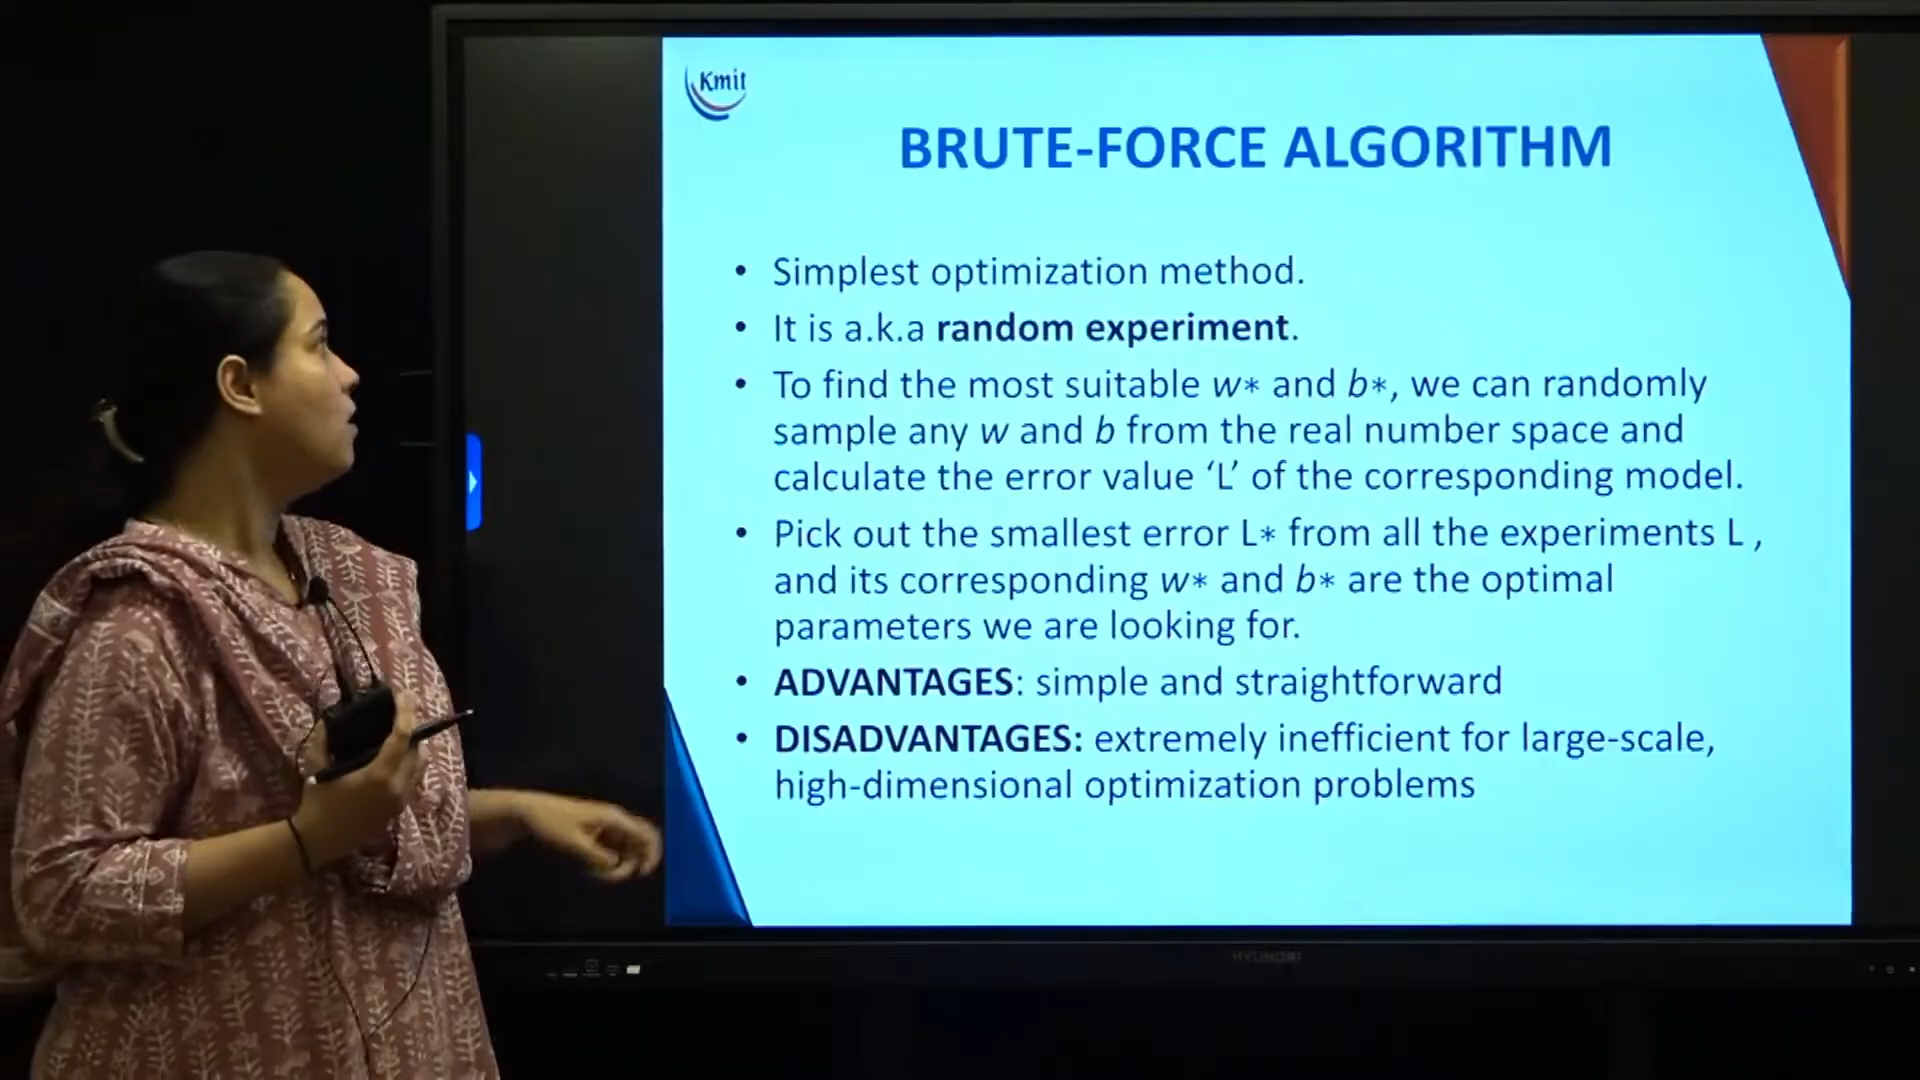 Kmit
BRUTE-FORCE ALGORITHM
• Simplest optimization method.
• It is a.k.a random experiment.
• To find the most suitable w* and b*, we can randomly
sample any w and b from the real number space and
calculate the error value ‘L’ of the corresponding model.
• Pick out the smallest error L* from all the experiments L ,
and its corresponding w* and b* are the optimal
parameters we are looking for.
• ADVANTAGES: simple and straightforward
• DISADVANTAGES: extremely inefficient for large-scale,
high-dimensional optimization problems
HYUNDAI